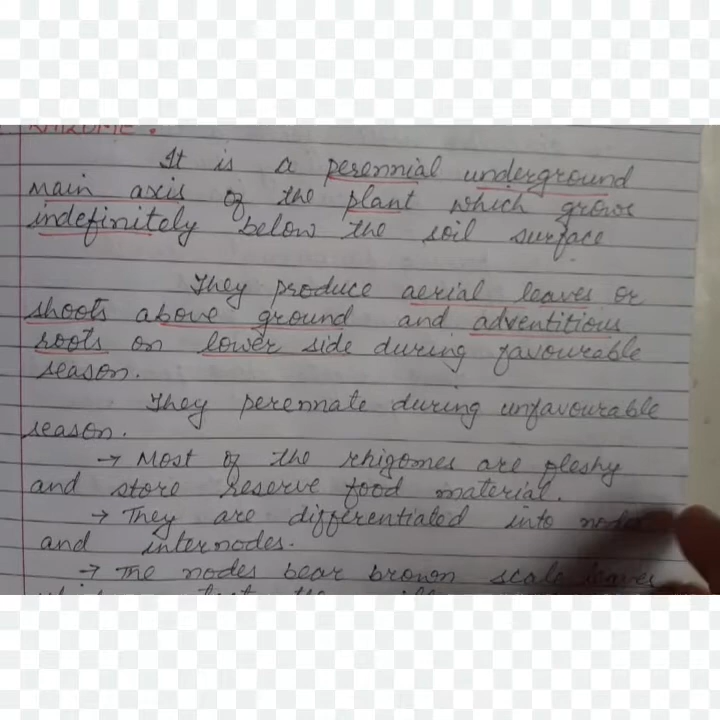 It is a perennial underground
main axis of the plant which grows
indefinitely below the soil surface
They produce aerial leaves or
shoots above ground and adventitious
roots on lower side during favourable
season.
They perennate during unfavourable
season.
→ Most of the rhizomes are fleshy
and store reserve food material.
→ They are differentiated into nodes
and internodes.
→ The nodes bear brown scale leaves